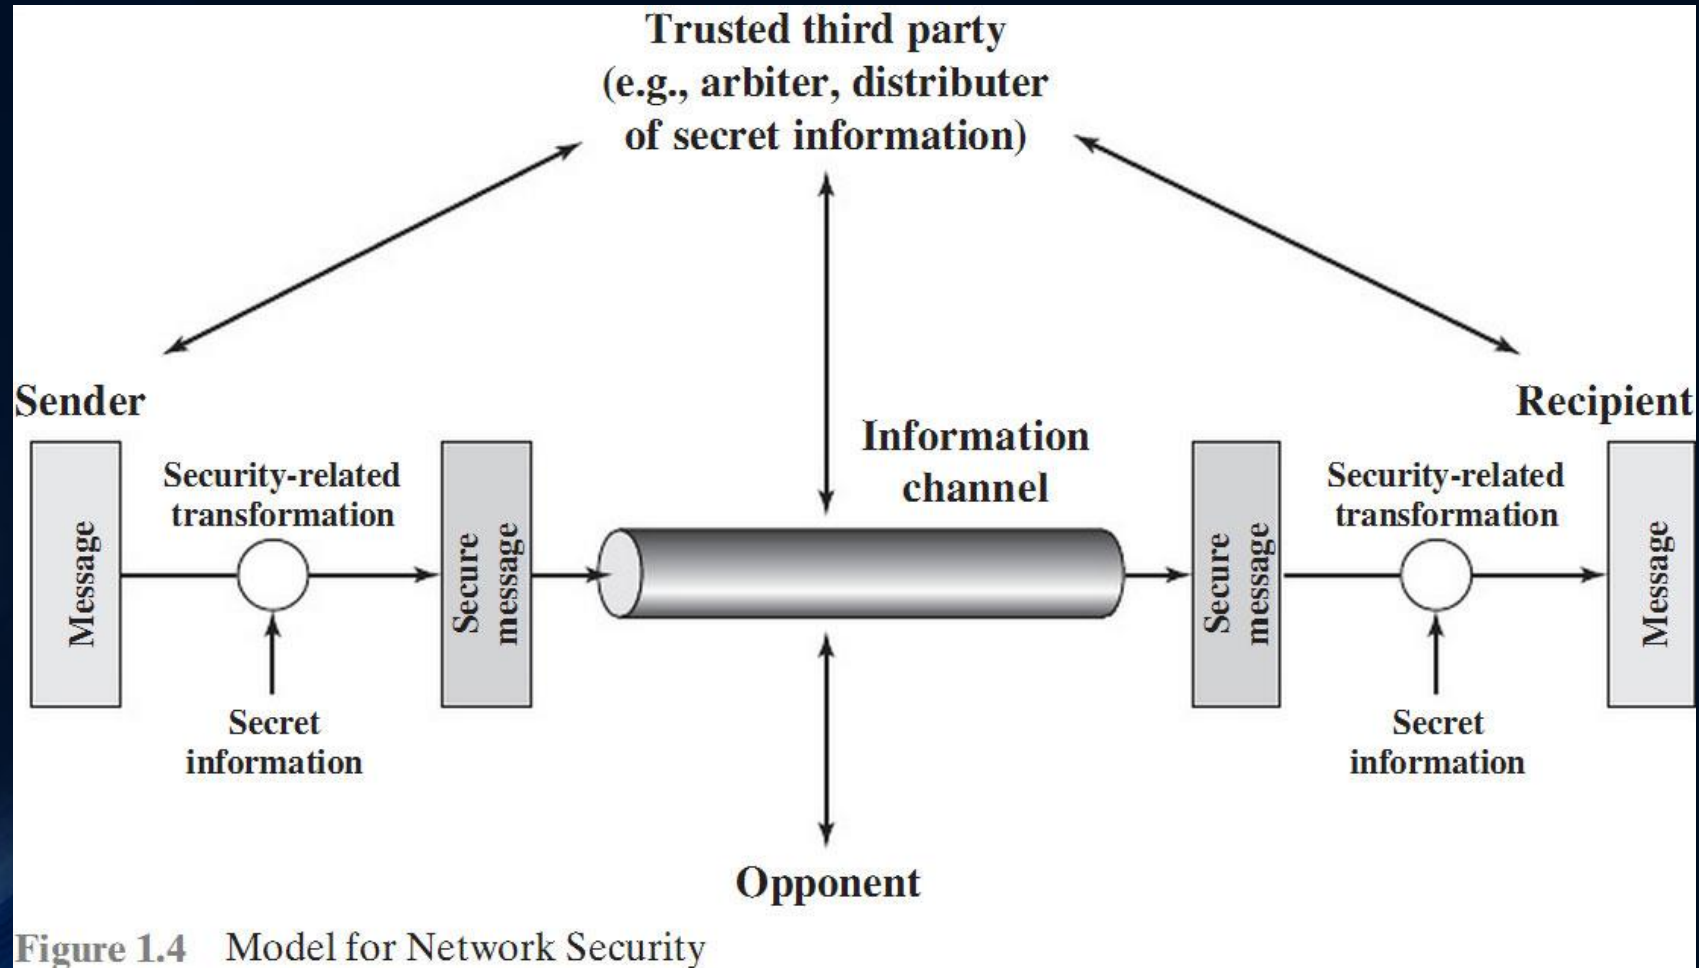 Trusted third party
(e.g., arbiter, distributer
of secret information)
Sender
Recipient
Information
channel
Security-related
transformation
Security-related
transformation
Message
Secure
message
Secure
message
Message
Secret
information
Secret
information
Opponent
Figure 1.4 Model for Network Security